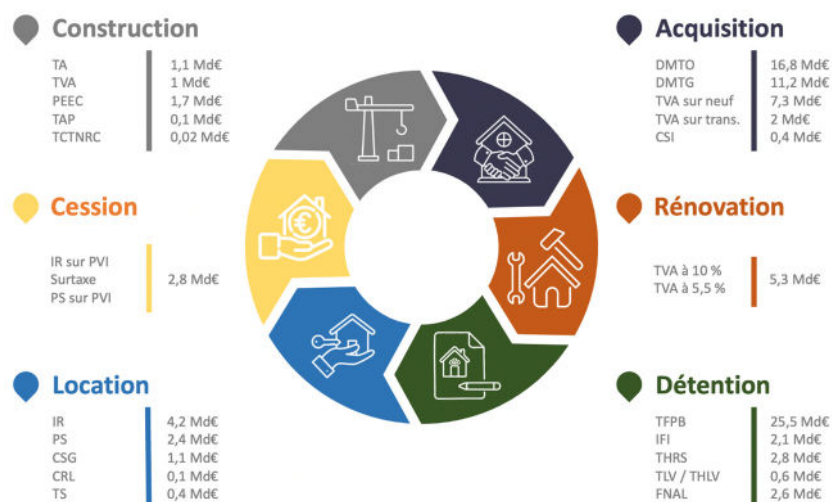 Construction
TA 1,1 Md€
TVA 1 Md€
PEEC 1,7 Md€
TAP 0,1 Md€
TCTNRC 0,02 Md€
Acquisition
DMTO 16,8 Md€
DMTG 11,2 Md€
TVA sur neuf 7,3 Md€
TVA sur trans. 2 Md€
CSI 0,4 Md€
Cession
IR sur PVI
Surtaxe 2,8 Md€
PS sur PVI
Rénovation
TVA à 10 %
5,3 Md€
TVA à 5,5 %
Location
IR 4,2 Md€
PS 2,4 Md€
CSG 1,1 Md€
CRL 0,1 Md€
TS 0,4 Md€
Détention
TFPB 25,5 Md€
IFI 2,1 Md€
THRS 2,8 Md€
TLV / THLV 0,6 Md€
FNAL 2,6 Md€
€